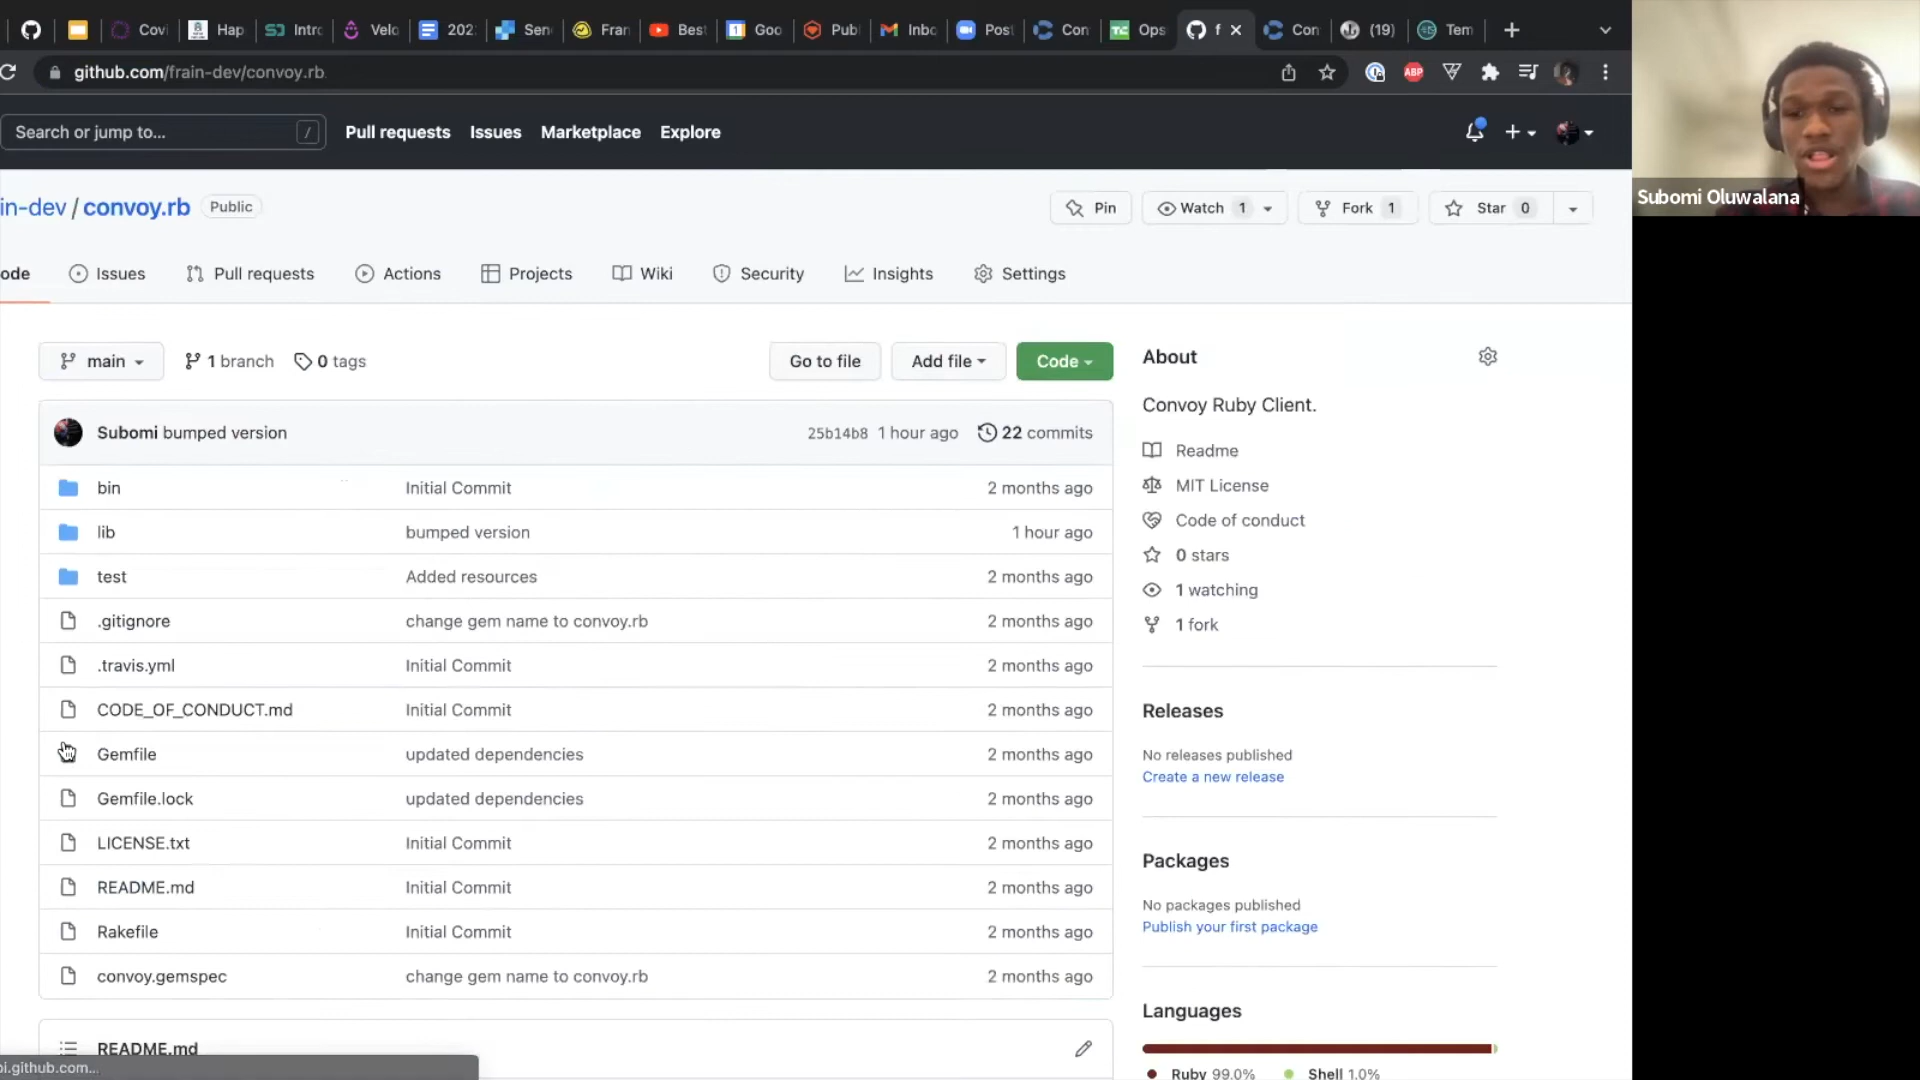 Covi
Hap
Intro
Velo
202
Sen
Fran
Best
1 Goo
Publ
Inbo
Post
Con
Ops
f
Con
(19)
Tem
github.com/frain-dev/convoy.rb
ABP
Search or jump to...
/
Pull requests
Issues
Marketplace
Explore
Subomi Oluwalana
in-dev / convoy.rb
Public
Pin
Watch 1
Fork 1
Star 0
ode
Issues
Pull requests
Actions
Projects
Wiki
Security
Insights
Settings
main
1 branch
0 tags
Go to file
Add file
Code
Subomi bumped version
25b14b8 1 hour ago
22 commits
bin Initial Commit 2 months ago
lib bumped version 1 hour ago
test Added resources 2 months ago
.gitignore change gem name to convoy.rb 2 months ago
.travis.yml Initial Commit 2 months ago
CODE_OF_CONDUCT.md Initial Commit 2 months ago
Gemfile updated dependencies 2 months ago
Gemfile.lock updated dependencies 2 months ago
LICENSE.txt Initial Commit 2 months ago
README.md Initial Commit 2 months ago
Rakefile Initial Commit 2 months ago
convoy.gemspec change gem name to convoy.rb 2 months ago
README.md
pi.github.com...
About
Convoy Ruby Client.
Readme
MIT License
Code of conduct
0 stars
1 watching
1 fork
Releases
No releases published
Create a new release
Packages
No packages published
Publish your first package
Languages
Ruby 99.0%
Shell 1.0%